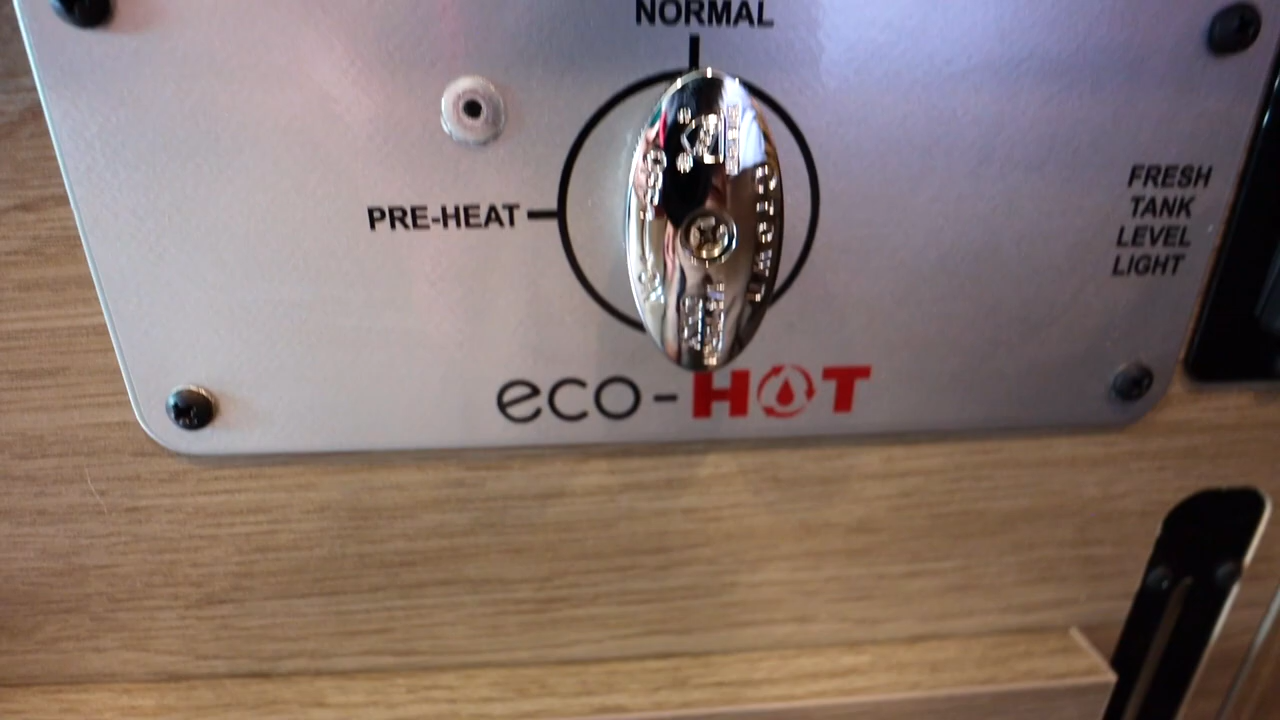 NORMAL
PRE-HEAT
FRESH
TANK
LEVEL
LIGHT
eco-HOT